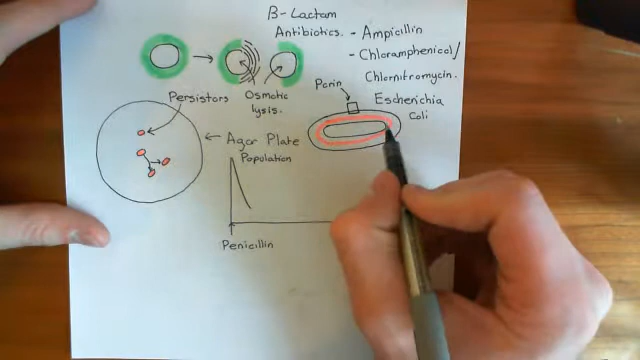 β-Lactam
Antibiotics. - Ampicillin
- Chloramphenicol/
Chlornitromycin.
Persistors
Osmotic
lysis.
Porin
Escherichia
Coli
Agar Plate
Population
Penicillin